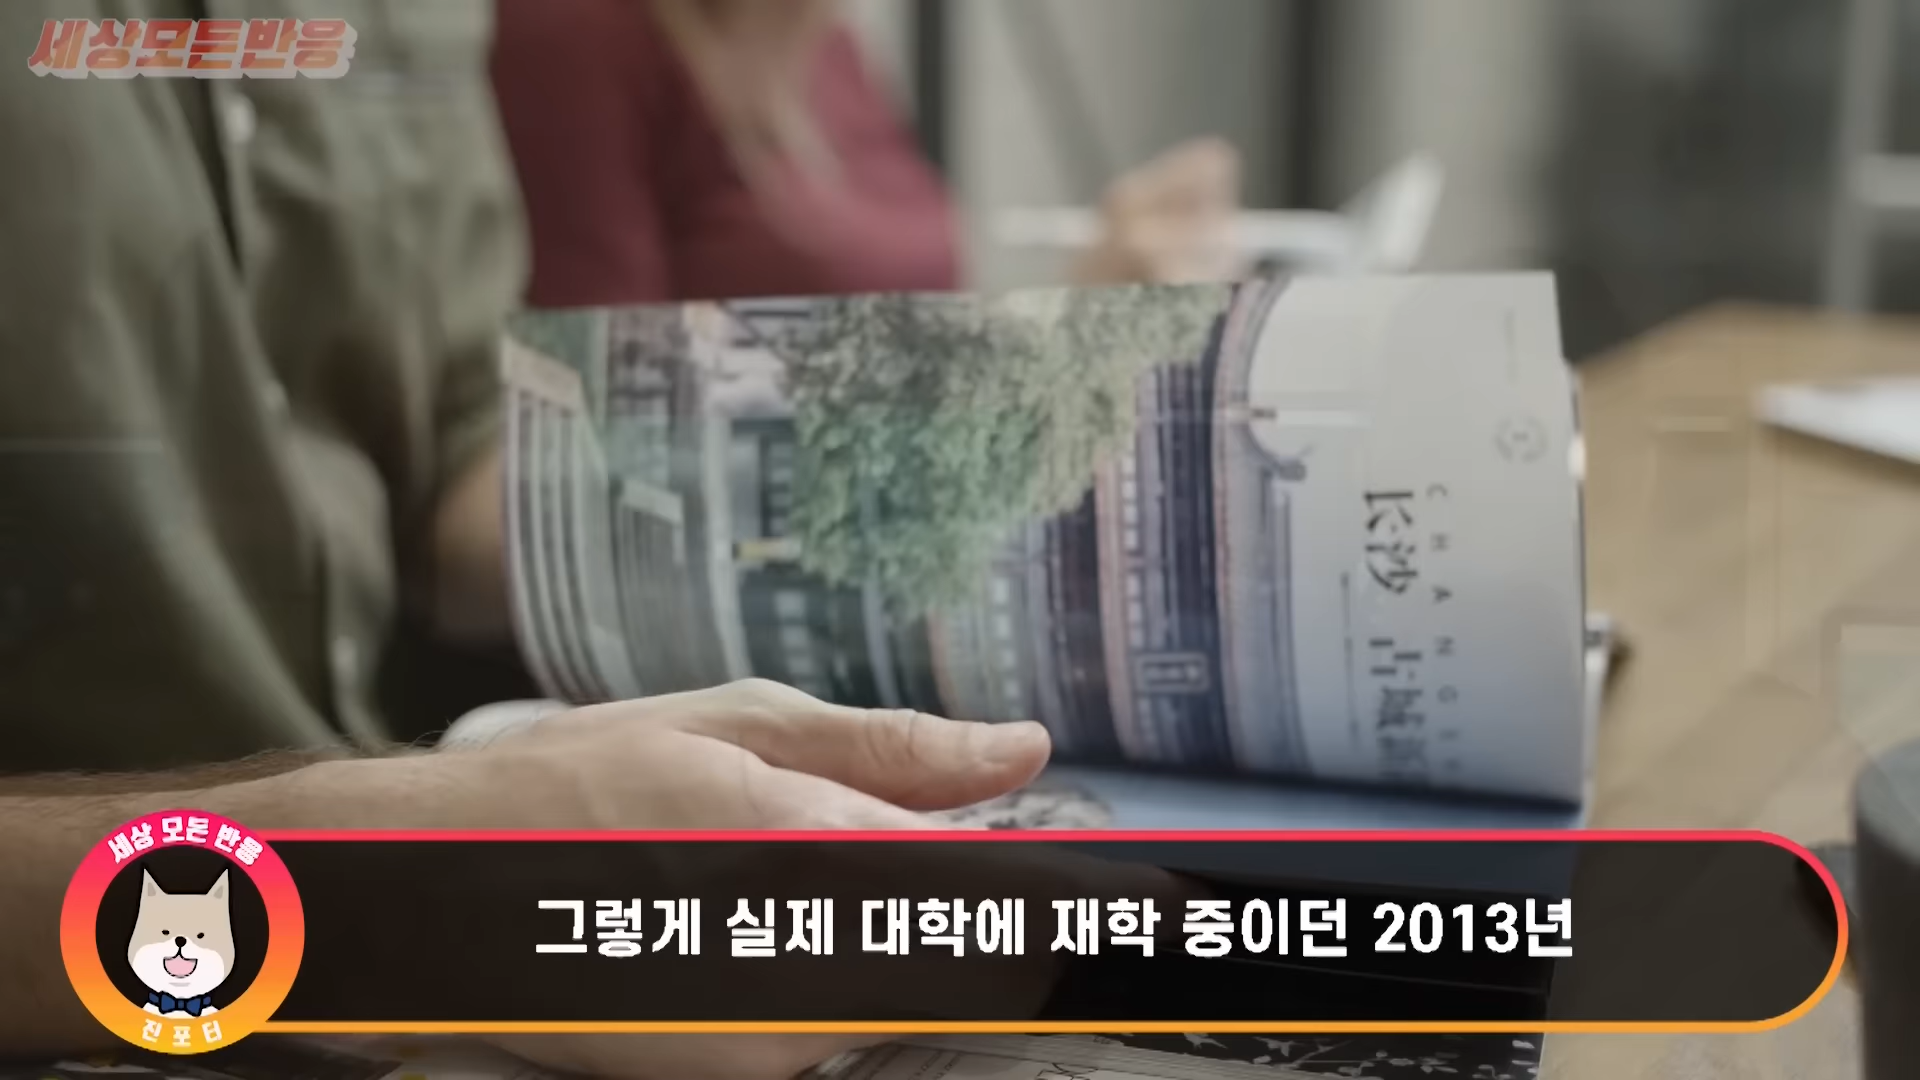 세상모든반응
CHANGS
长沙 古城
세상 모든 반응
진포터
그렇게 실제 대학에 재학 중이던 2013년